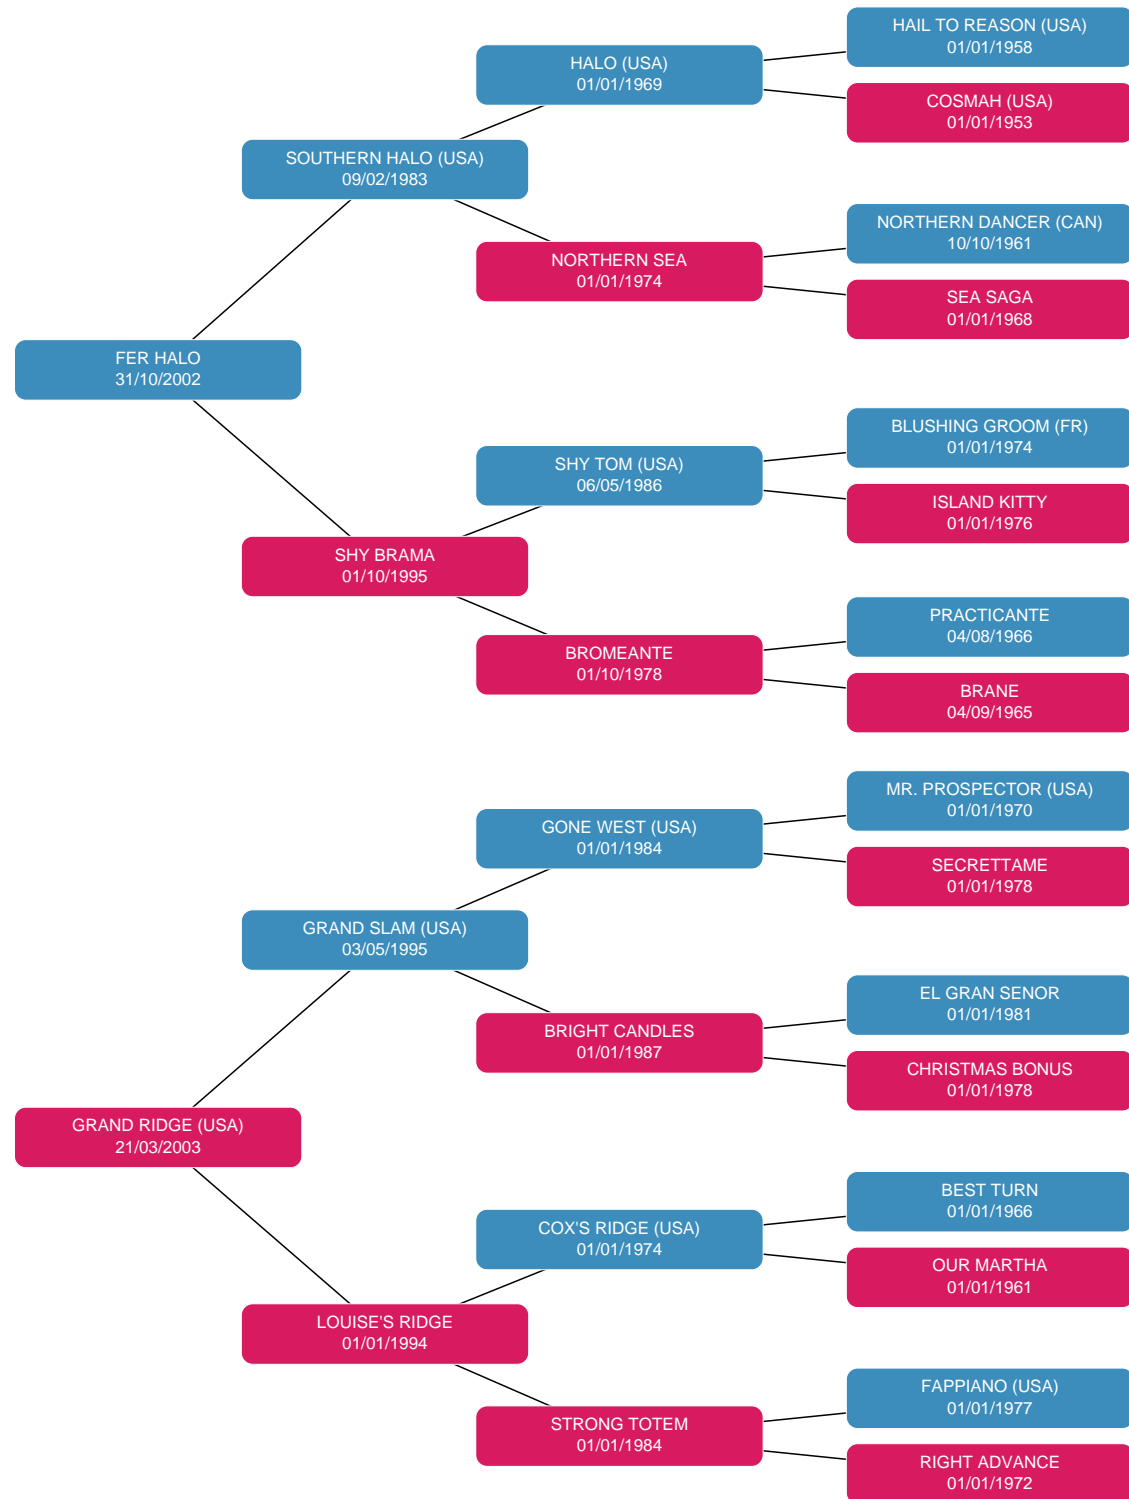 HAIL TO REASON (USA)
01/01/1958
HALO (USA)
01/01/1969
COSMAH (USA)
01/01/1953
SOUTHERN HALO (USA)
09/02/1983
NORTHERN DANCER (CAN)
10/10/1961
NORTHERN SEA
01/01/1974
SEA SAGA
01/01/1968
FER HALO
31/10/2002
BLUSHING GROOM (FR)
01/01/1974
SHY TOM (USA)
06/05/1986
ISLAND KITTY
01/01/1976
SHY BRAMA
01/10/1995
PRACTICANTE
04/08/1966
BROMEANTE
01/10/1978
BRANE
04/09/1965
MR. PROSPECTOR (USA)
01/01/1970
GONE WEST (USA)
01/01/1984
SECRETTAME
01/01/1978
GRAND SLAM (USA)
03/05/1995
EL GRAN SENOR
01/01/1981
BRIGHT CANDLES
01/01/1987
CHRISTMAS BONUS
01/01/1978
GRAND RIDGE (USA)
21/03/2003
BEST TURN
01/01/1966
COX'S RIDGE (USA)
01/01/1974
OUR MARTHA
01/01/1961
LOUISE'S RIDGE
01/01/1994
FAPPIANO (USA)
01/01/1977
STRONG TOTEM
01/01/1984
RIGHT ADVANCE
01/01/1972